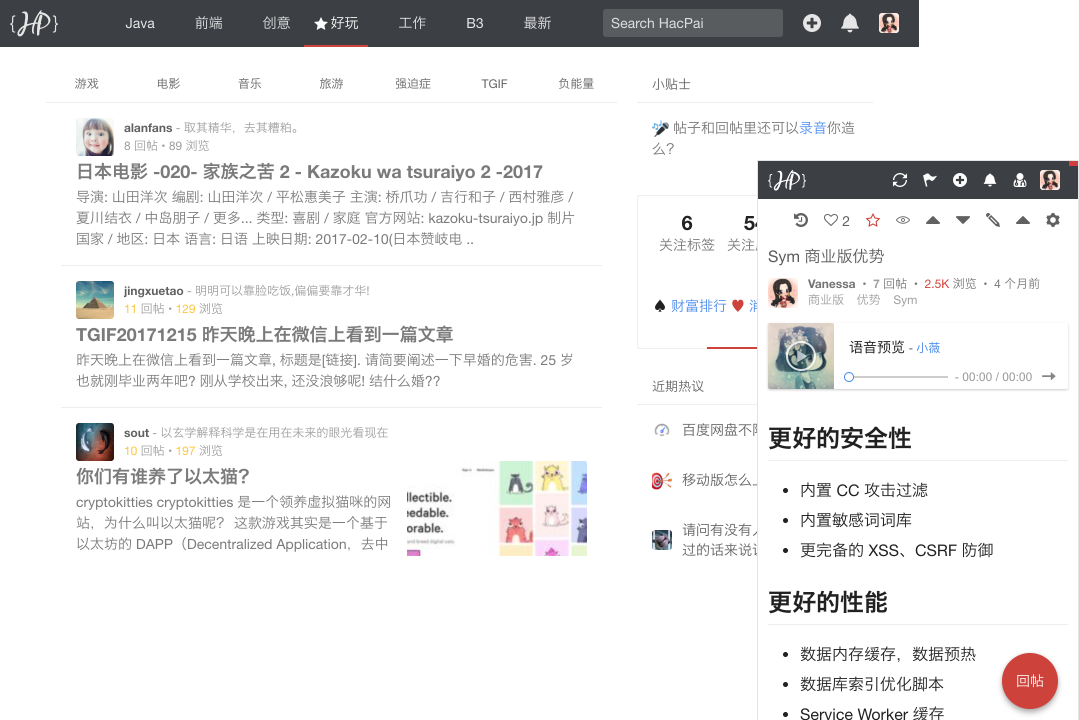 {HP}
Java 前端 创意 好玩 工作 B3 最新
Search HacPai
游戏 电影 音乐 旅游 强迫症 TGIF 负能量
alanfans - 取其精华，去其糟粕。
8 回帖 • 89 浏览
日本电影 -020- 家族之苦 2 - Kazoku wa tsuraiyo 2 -2017
导演: 山田洋次 编剧: 山田洋次 / 平松惠美子 主演: 桥爪功 / 吉行和子 / 西村雅彦 /
夏川结衣 / 中岛朋子 / 更多... 类型: 喜剧 / 家庭 官方网站: kazoku-tsuraiyo.jp 制片
国家 / 地区: 日本 语言: 日语 上映日期: 2017-02-10(日本赞岐电 ..
jingxuetao - 明明可以靠脸吃饭,偏偏要靠才华!
11 回帖 • 129 浏览
TGIF20171215 昨天晚上在微信上看到一篇文章
昨天晚上在微信上看到一篇文章, 标题是[链接]. 请简要阐述一下早婚的危害. 25 岁
也就刚毕业两年吧? 刚从学校出来, 还没浪够呢! 结什么婚??
sout - 以玄学解释科学是在用在未来的眼光看现在
10 回帖 • 197 浏览
你们有谁养了以太猫？
cryptokitties cryptokitties 是一个领养虚拟猫咪的网
站，为什么叫以太猫呢？ 这款游戏其实是一个基于
以太坊的 DAPP（Decentralized Application，去中
llectible.
eedable.
orable.
小贴士
帖子和回帖里还可以录音你造
么？
6
关注标签 关注
财富排行
近期热议
百度网盘不
移动版怎么
请问有没有
过的话来说
{HP}
2
Sym 商业版优势
Vanessa • 7 回帖 • 2.5K 浏览 • 4 个月前
商业版 优势 Sym
语音预览 - 小薇
- 00:00 / 00:00
更好的安全性
• 内置 CC 攻击过滤
• 内置敏感词词库
• 更完备的 XSS、CSRF 防御
更好的性能
• 数据内存缓存，数据预热
• 数据库索引优化脚本
• Service Worker 缓存
回帖